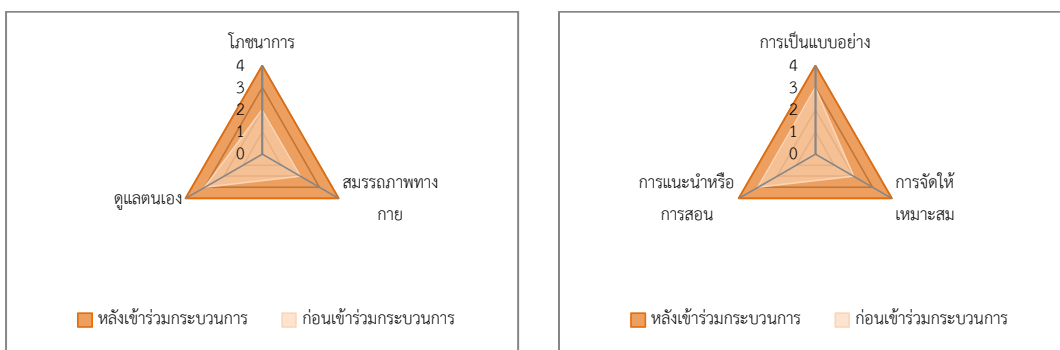 โภชนาการ
4
3
2
1
0
สมรรถภาพทาง
กาย
ดูแลตนเอง
หลังเข้าร่วมกระบวนการ
ก่อนเข้าร่วมกระบวนการ
การเป็นแบบอย่าง
4
3
2
1
0
การจัดให้
เหมาะสม
การแนะนำหรือ
การสอน
หลังเข้าร่วมกระบวนการ
ก่อนเข้าร่วมกระบวนการ